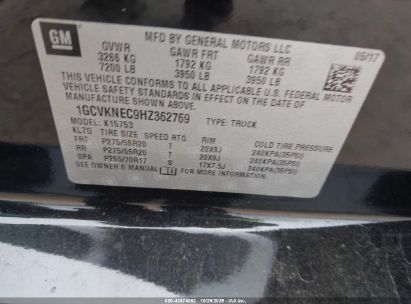 GM
MFD BY GENERAL MOTORS LLC
05/17
GVWR GAWR FRT GAWR RR
3266 KG 1792 KG 1792 KG
7200 LB 3950 LB 3950 LB
THIS VEHICLE CONFORMS TO ALL APPLICABLE U.S. FEDERAL MOTOR VEHICLE
SAFETY STANDARDS IN EFFECT ON THE DATE OF MANUFACTURE SHOWN ABOVE.
1GCVKNEC9HZ362769 TYPE: TRUCK
MODEL: K15753
KLTD TIRE SIZE SPEED RTG RIM COLD TIRE PRESSURE
FRT P275/55R20 T 20X9J 240KPA(35PSI)
RR P275/55R20 T 20X9J 240KPA(35PSI)
SPA P265/70R17 S 17X7.5J 240KPA(35PSI)
SEE OWNER'S MANUAL FOR MORE INFORMATION.